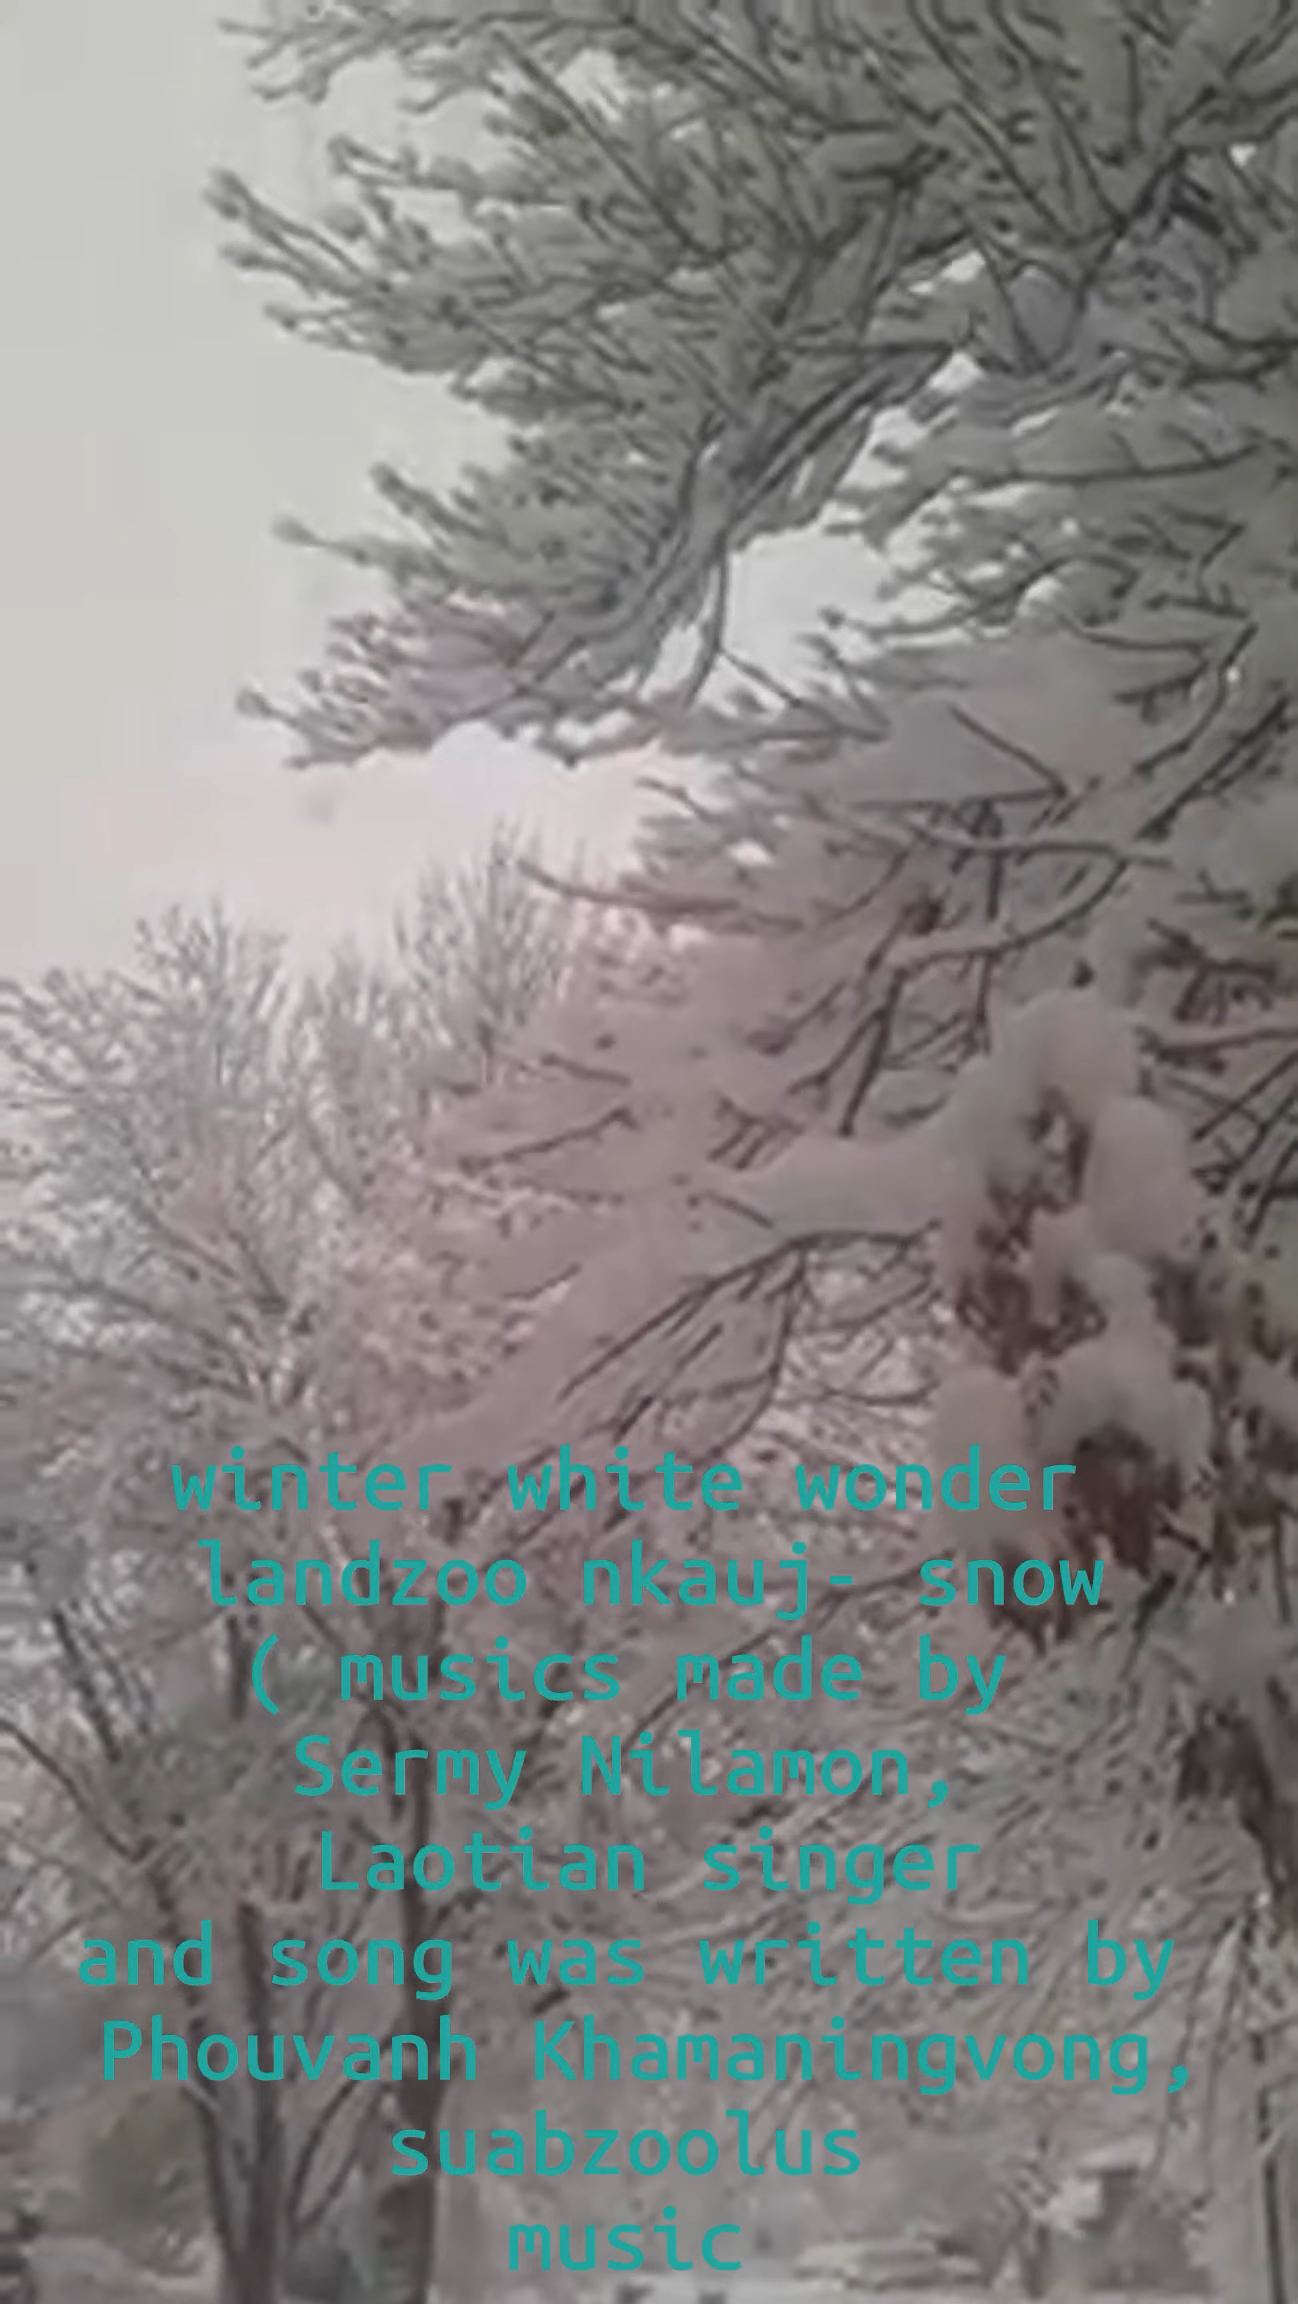 winter white wonder
landzoo nkauj- snow
( musics made by
Sermy Nilamon,
Laotian singer
and song was written by
Phouvanh Khamaningvong,
suabzoolus
music